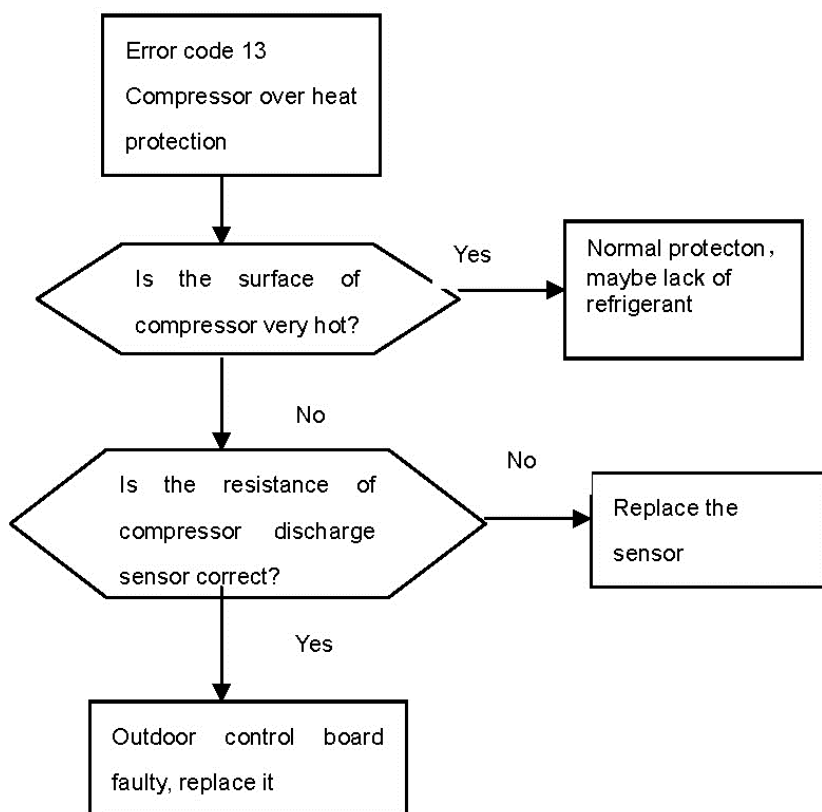 Error code 13
Compressor over heat
protection
Is the surface of
compressor very hot?
Yes
Normal protecton，
maybe lack of
refrigerant
No
Is the resistance of
compressor discharge
sensor correct?
No
Replace the
sensor
Yes
Outdoor control board
faulty, replace it